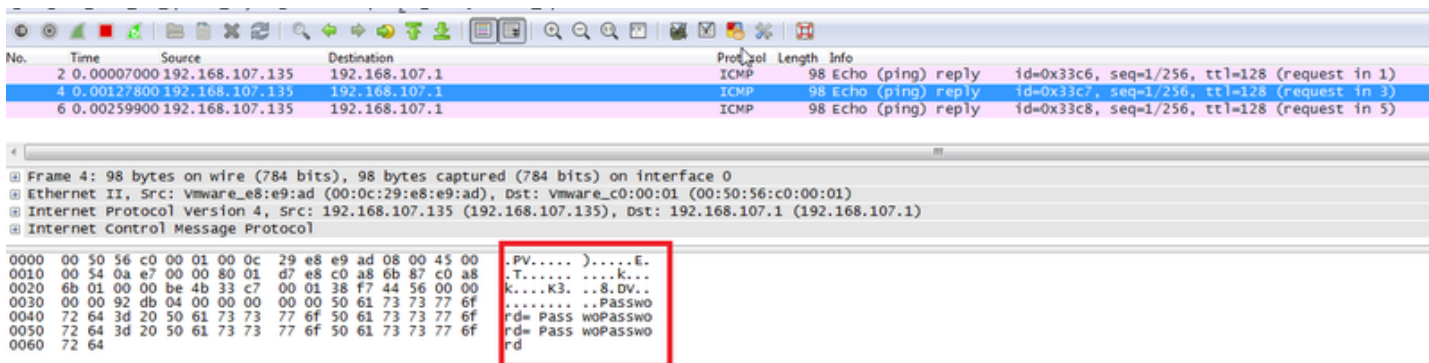 No. Time Source Destination Protocol Length Info
2 0.00007000 192.168.107.135 192.168.107.1 ICMP 98 Echo (ping) reply id=0x33c6, seq=1/256, ttl=128 (request in 1)
4 0.00127800 192.168.107.135 192.168.107.1 ICMP 98 Echo (ping) reply id=0x33c7, seq=1/256, ttl=128 (request in 3)
6 0.00259900 192.168.107.135 192.168.107.1 ICMP 98 Echo (ping) reply id=0x33c8, seq=1/256, ttl=128 (request in 5)
Frame 4: 98 bytes on wire (784 bits), 98 bytes captured (784 bits) on interface 0
Ethernet II, Src: Vmware_e8:e9:ad (00:0c:29:e8:e9:ad), Dst: Vmware_c0:00:01 (00:50:56:c0:00:01)
Internet Protocol Version 4, Src: 192.168.107.135 (192.168.107.135), Dst: 192.168.107.1 (192.168.107.1)
Internet Control Message Protocol
0000 00 50 56 c0 00 01 00 0c 29 e8 e9 ad 08 00 45 00 .PV..... ).....E.
0010 00 54 0a e7 00 00 80 01 d7 e8 c0 a8 6b 87 c0 a8 .T...... ....k...
0020 6b 01 00 00 be 4b 33 c7 00 01 38 f7 44 56 00 00 k....K3. ..8.DV..
0030 00 00 92 db 04 00 00 00 00 00 50 61 73 73 77 6f ........ ..Passwo
0040 72 64 3d 20 50 61 73 73 77 6f 50 61 73 73 77 6f rd= Pass woPasswo
0050 72 64 3d 20 50 61 73 73 77 6f 50 61 73 73 77 6f rd= Pass woPasswo
0060 72 64 rd